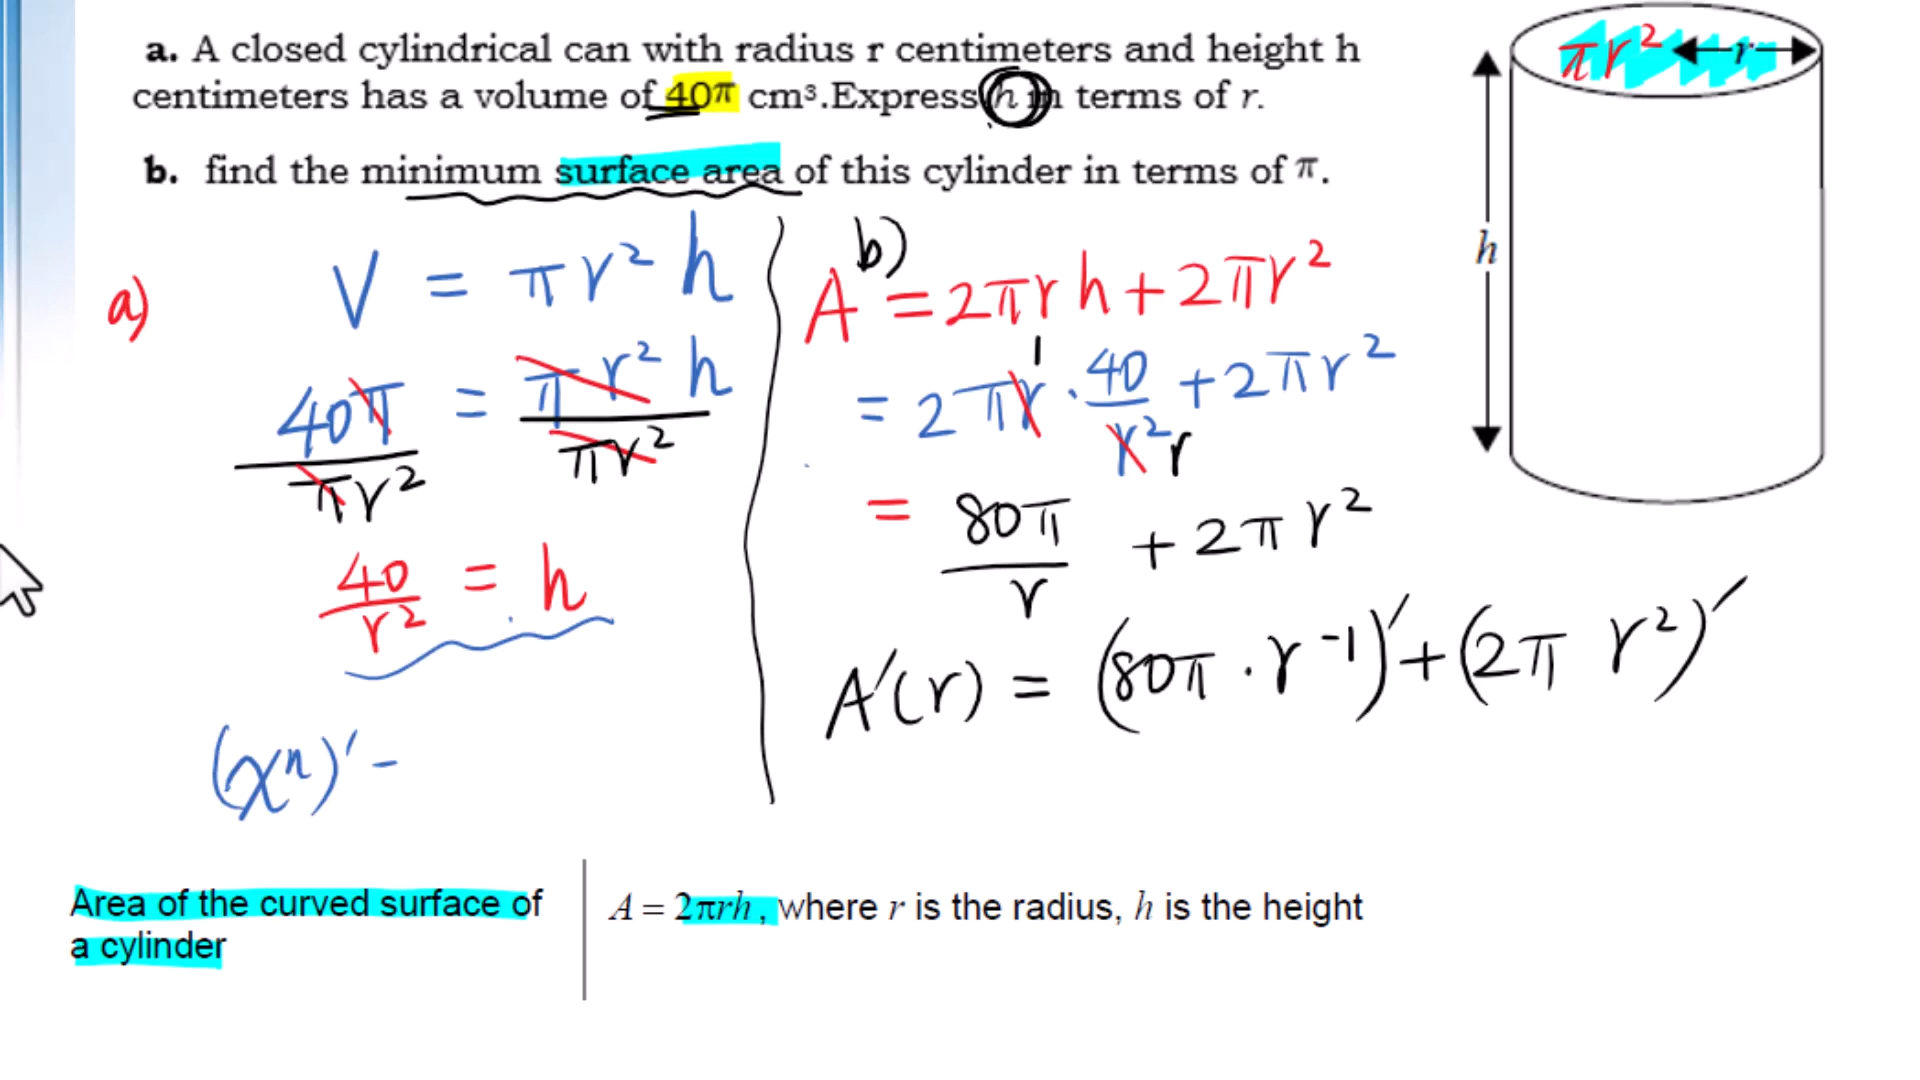 a. A closed cylindrical can with radius r centimeters and height h
centimeters has a volume of 40π cm³.Express h in terms of r.
b. find the minimum surface area of this cylinder in terms of π.
πr² r
h
a)
V = πr² h
40π/πr² = πr² h/πr²
40/r² = h
(xⁿ)′ -
b)
A = 2πrh + 2πr²
1
= 2πr · 40/r² + 2πr²
r
= 80π/r + 2πr²
A′(r) = (80π · r⁻¹)′ + (2π r²)′
Area of the curved surface of
a cylinder
A = 2πrh , where r is the radius, h is the height